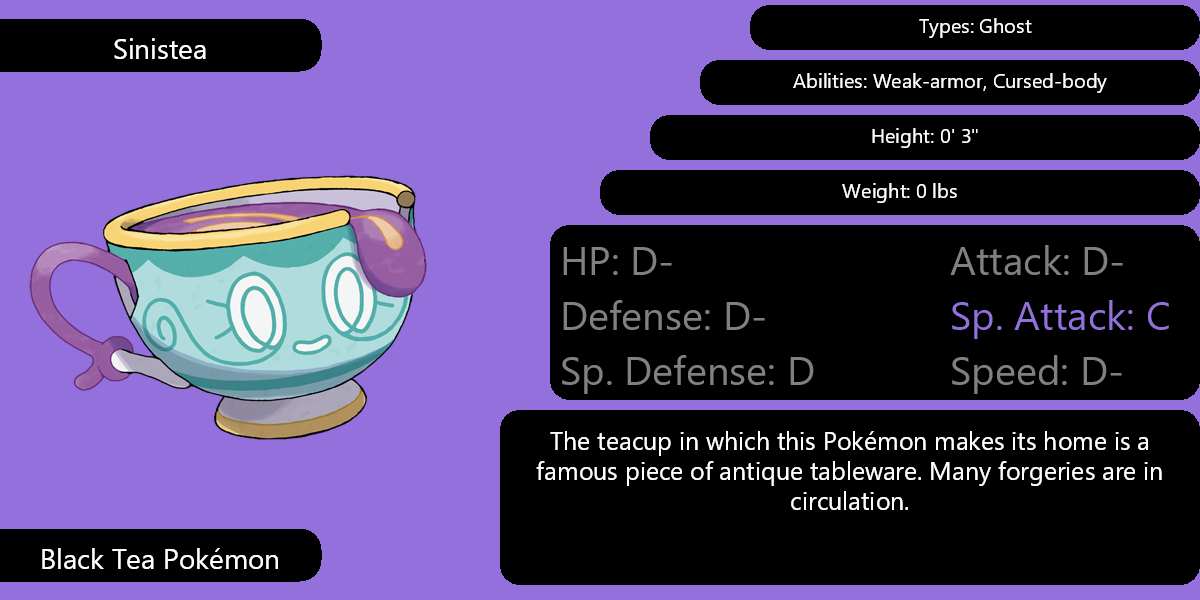 Sinistea
Types: Ghost
Abilities: Weak-armor, Cursed-body
Height: 0' 3"
Weight: 0 lbs
HP: D-
Attack: D-
Defense: D-
Sp. Attack: C
Sp. Defense: D
Speed: D-
The teacup in which this Pokémon makes its home is a
famous piece of antique tableware. Many forgeries are in
circulation.
Black Tea Pokémon